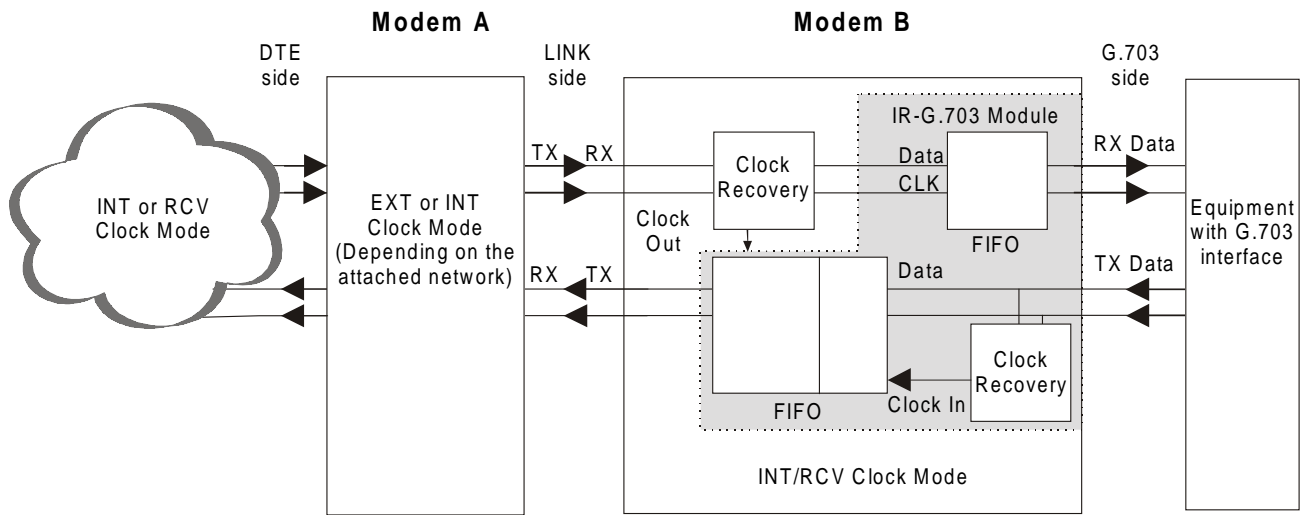 Modem A
Modem B
DTE
side
LINK
side
G.703
side
IR-G.703 Module
TX
RX
Clock
Recovery
Data
CLK
RX Data
INT or RCV
Clock Mode
EXT or INT
Clock Mode
(Depending on the
attached network)
Clock
Out
FIFO
Equipment
with G.703
interface
RX
TX
Data
TX Data
Clock
Recovery
FIFO
Clock In
INT/RCV Clock Mode